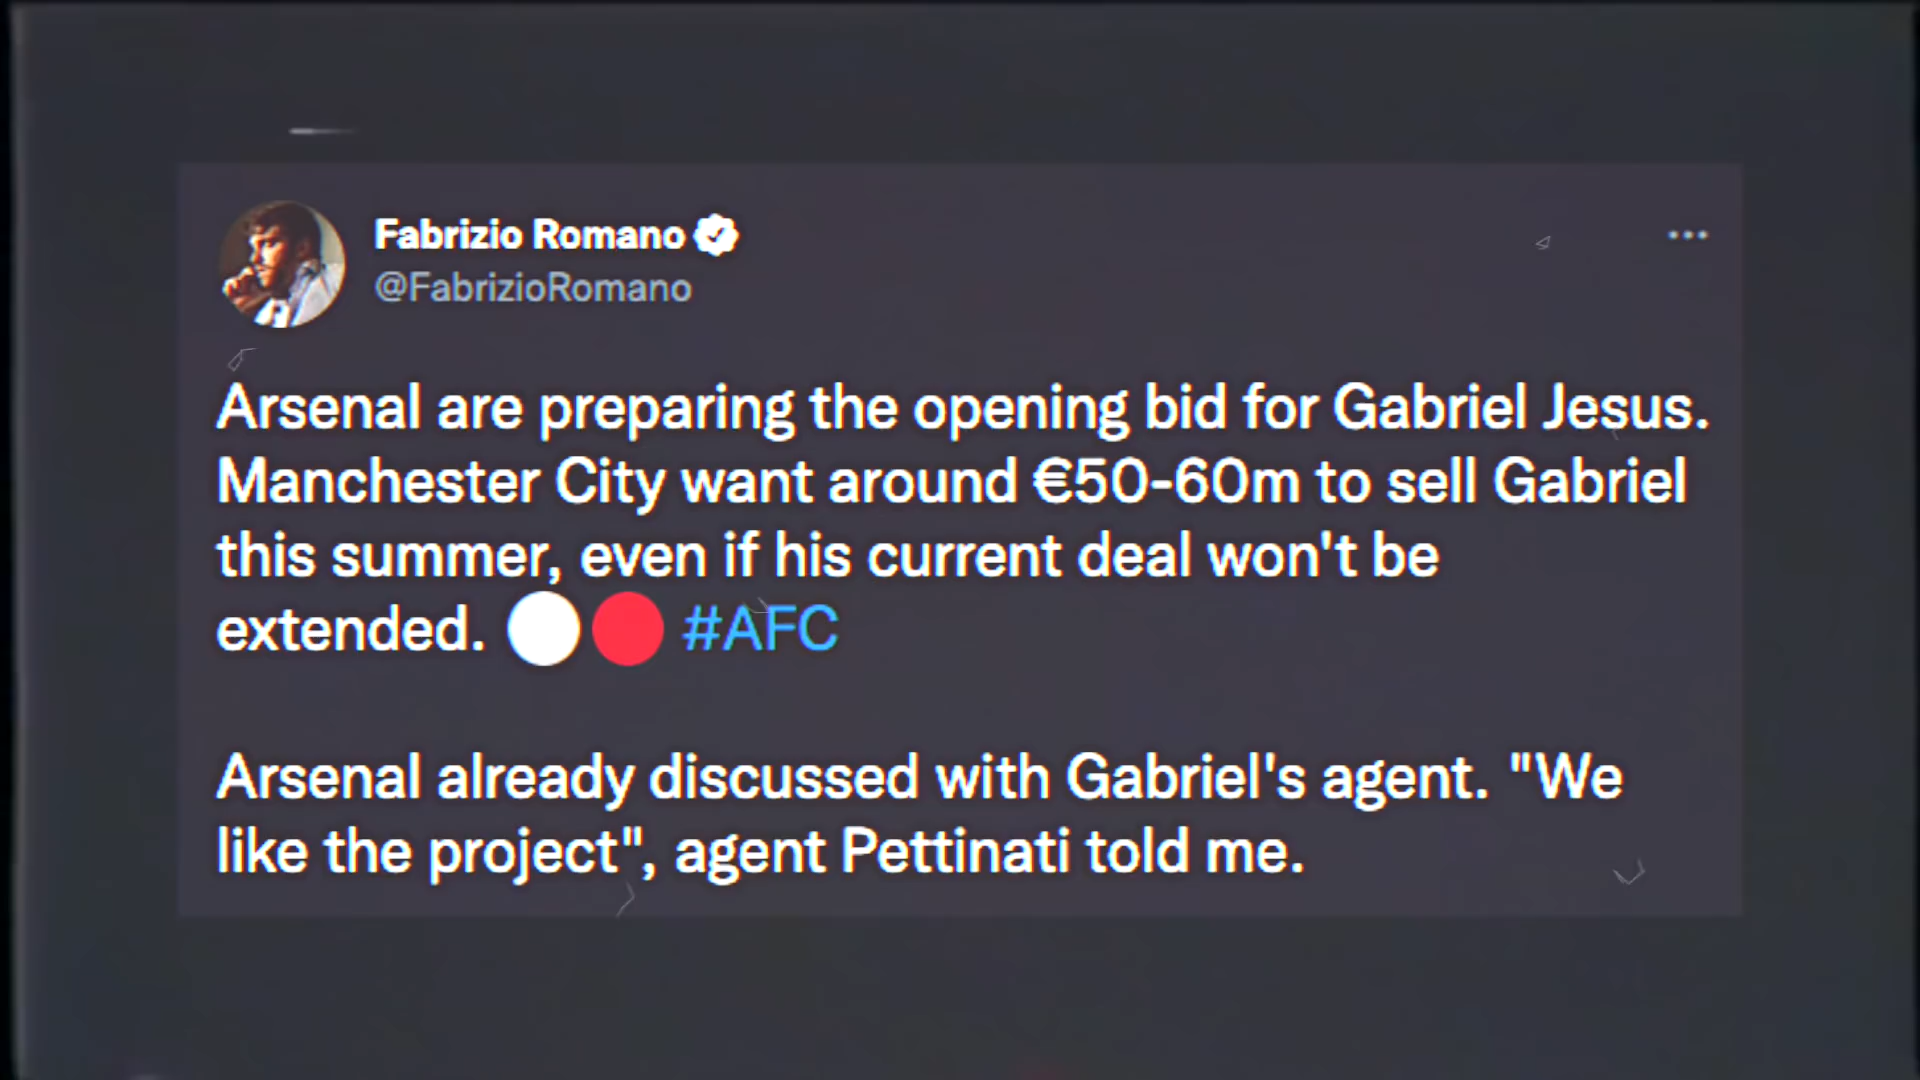 Fabrizio Romano
@FabrizioRomano
Arsenal are preparing the opening bid for Gabriel Jesus.
Manchester City want around €50-60m to sell Gabriel
this summer, even if his current deal won't be
extended. ⚪🔴 #AFC
Arsenal already discussed with Gabriel's agent. "We
like the project", agent Pettinati told me.